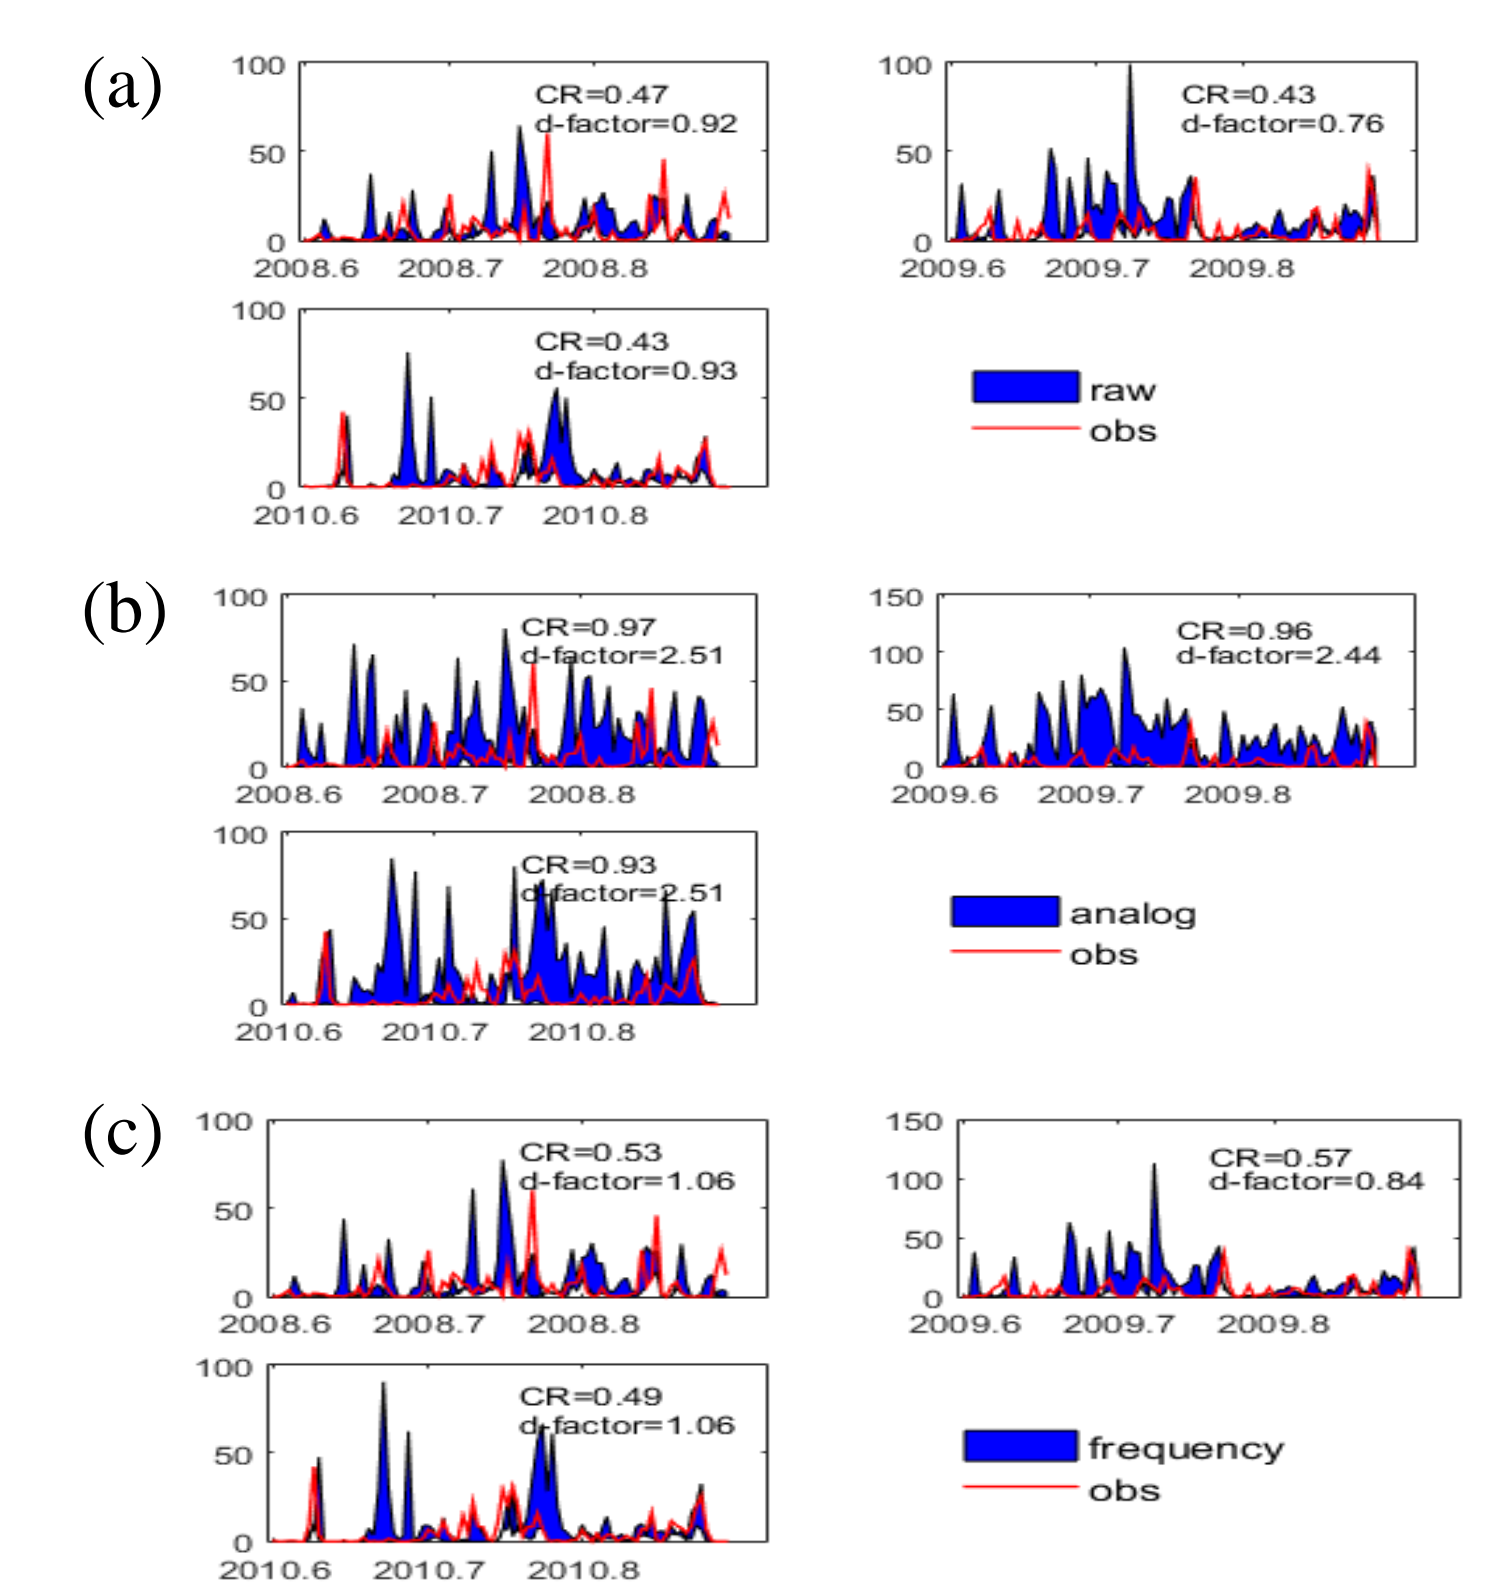 (a)
100
50
0
CR=0.47
d-factor=0.92
2008.6 2008.7 2008.8
100
50
0
CR=0.43
d-factor=0.76
2009.6 2009.7 2009.8
100
50
0
CR=0.43
d-factor=0.93
2010.6 2010.7 2010.8
raw
obs
(b)
100
50
0
CR=0.97
d-factor=2.51
2008.6 2008.7 2008.8
150
100
50
0
CR=0.96
d-factor=2.44
2009.6 2009.7 2009.8
100
50
0
CR=0.93
d-factor=2.51
2010.6 2010.7 2010.8
analog
obs
(c)
100
50
0
CR=0.53
d-factor=1.06
2008.6 2008.7 2008.8
150
100
50
0
CR=0.57
d-factor=0.84
2009.6 2009.7 2009.8
100
50
0
CR=0.49
d-factor=1.06
2010.6 2010.7 2010.8
frequency
obs